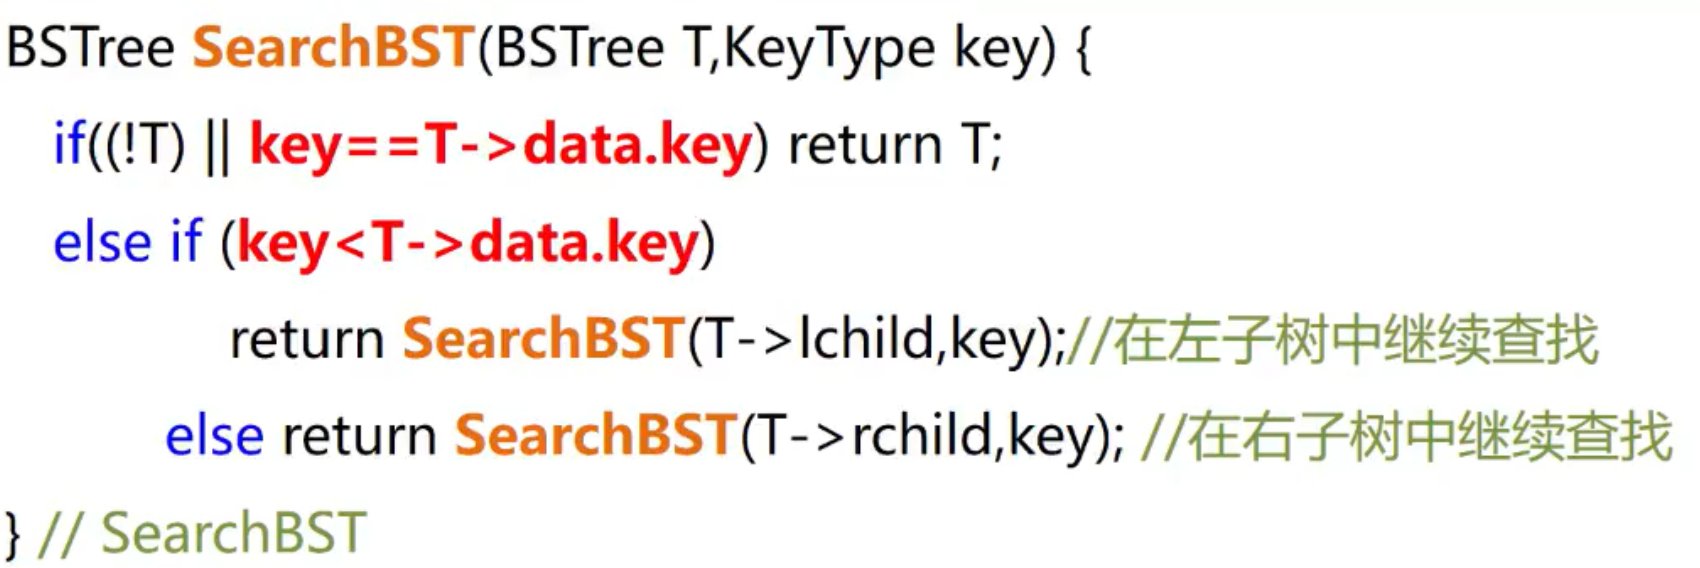 BSTree SearchBST(BSTree T,KeyType key) {
if((!T) || key==T->data.key) return T;
else if (key<T->data.key)
return SearchBST(T->lchild,key);//在左子树中继续查找
else return SearchBST(T->rchild,key); //在右子树中继续查找
} // SearchBST